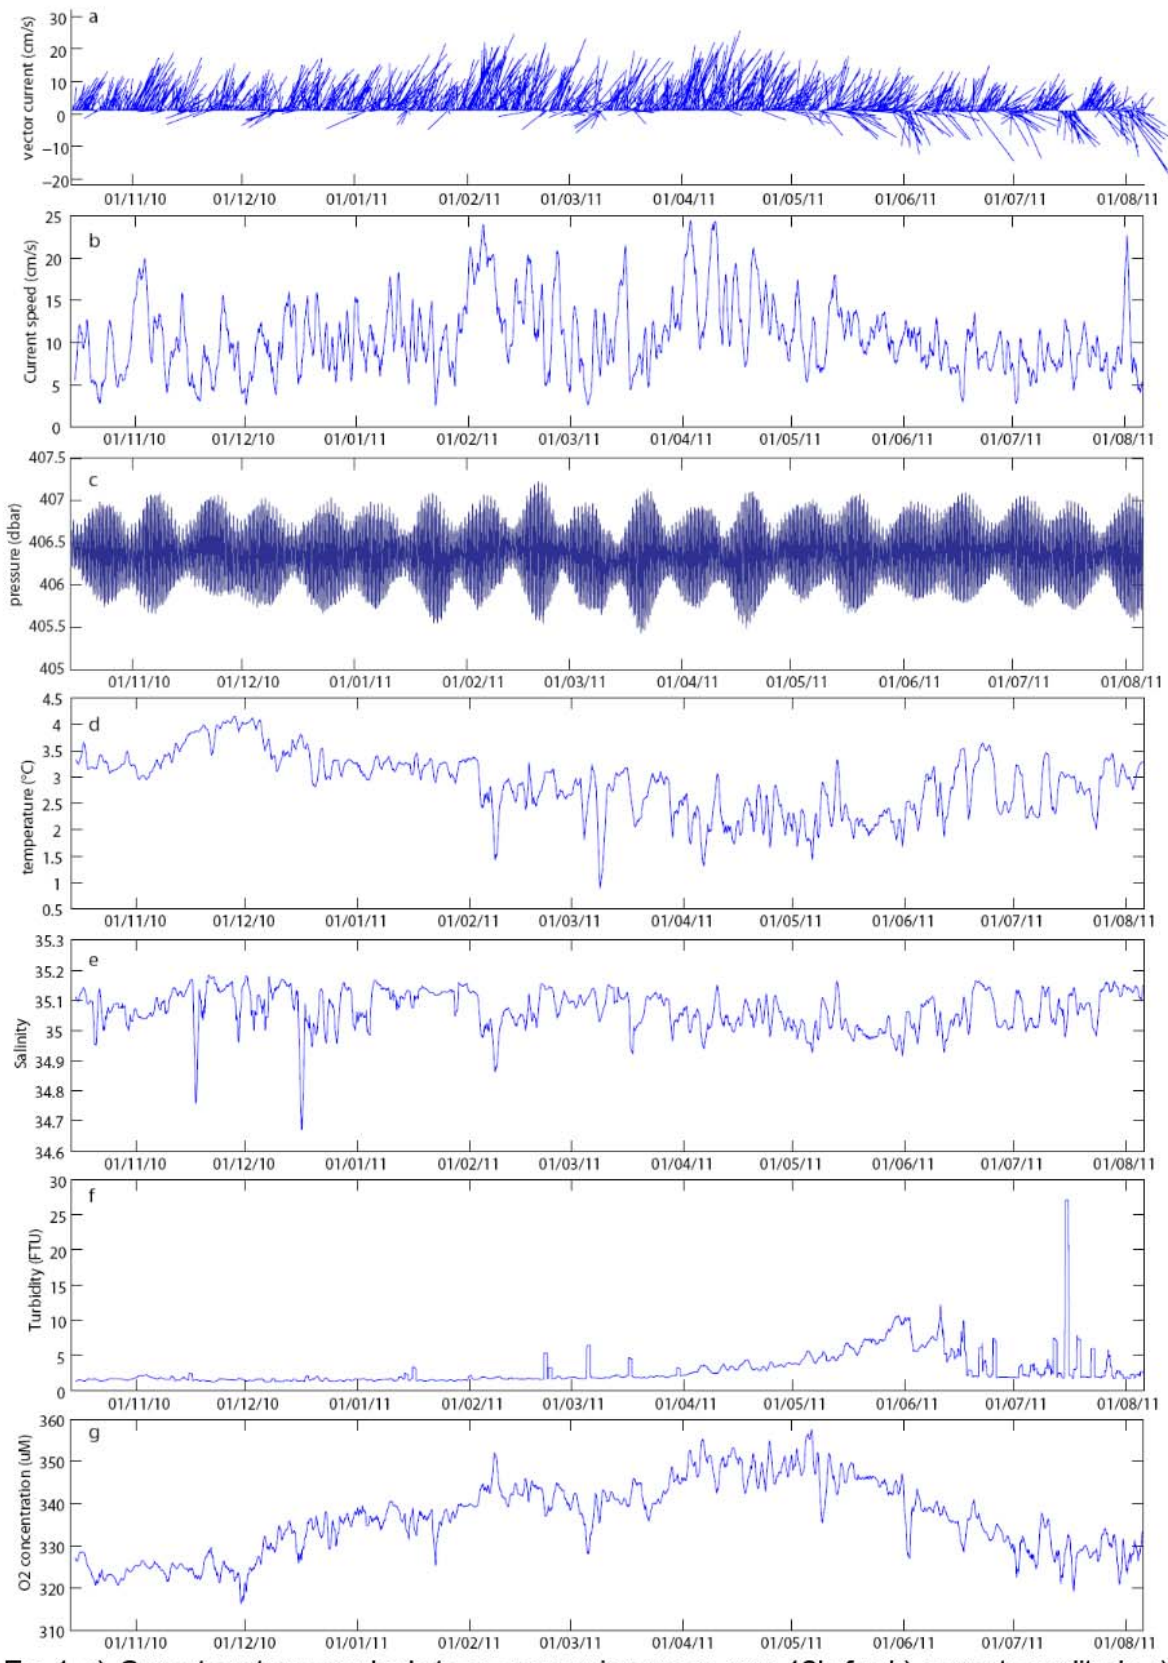 a
vector current (cm/s)
30
20
10
0
−10
−20
01/11/10 01/12/10 01/01/11 01/02/11 01/03/11 01/04/11 01/05/11 01/06/11 01/07/11 01/08/11
b
Current speed (cm/s)
25
20
15
10
5
0
01/11/10 01/12/10 01/01/11 01/02/11 01/03/11 01/04/11 01/05/11 01/06/11 01/07/11 01/08/11
c
pressure (dbar)
407.5
407
406.5
406
405.5
405
01/11/10 01/12/10 01/01/11 01/02/11 01/03/11 01/04/11 01/05/11 01/06/11 01/07/11 01/08/11
d
temperature (°C)
4.5
4
3.5
3
2.5
2
1.5
1
0.5
01/11/10 01/12/10 01/01/11 01/02/11 01/03/11 01/04/11 01/05/11 01/06/11 01/07/11 01/08/11
e
Salinity
35.3
35.2
35.1
35
34.9
34.8
34.7
34.6
01/11/10 01/12/10 01/01/11 01/02/11 01/03/11 01/04/11 01/05/11 01/06/11 01/07/11 01/08/11
f
Turbidity (FTU)
30
25
20
15
10
5
0
01/11/10 01/12/10 01/01/11 01/02/11 01/03/11 01/04/11 01/05/11 01/06/11 01/07/11 01/08/11
g
O2 concentration (uM)
360
350
340
330
320
310
01/11/10 01/12/10 01/01/11 01/02/11 01/03/11 01/04/11 01/05/11 01/06/11 01/07/11 01/08/11